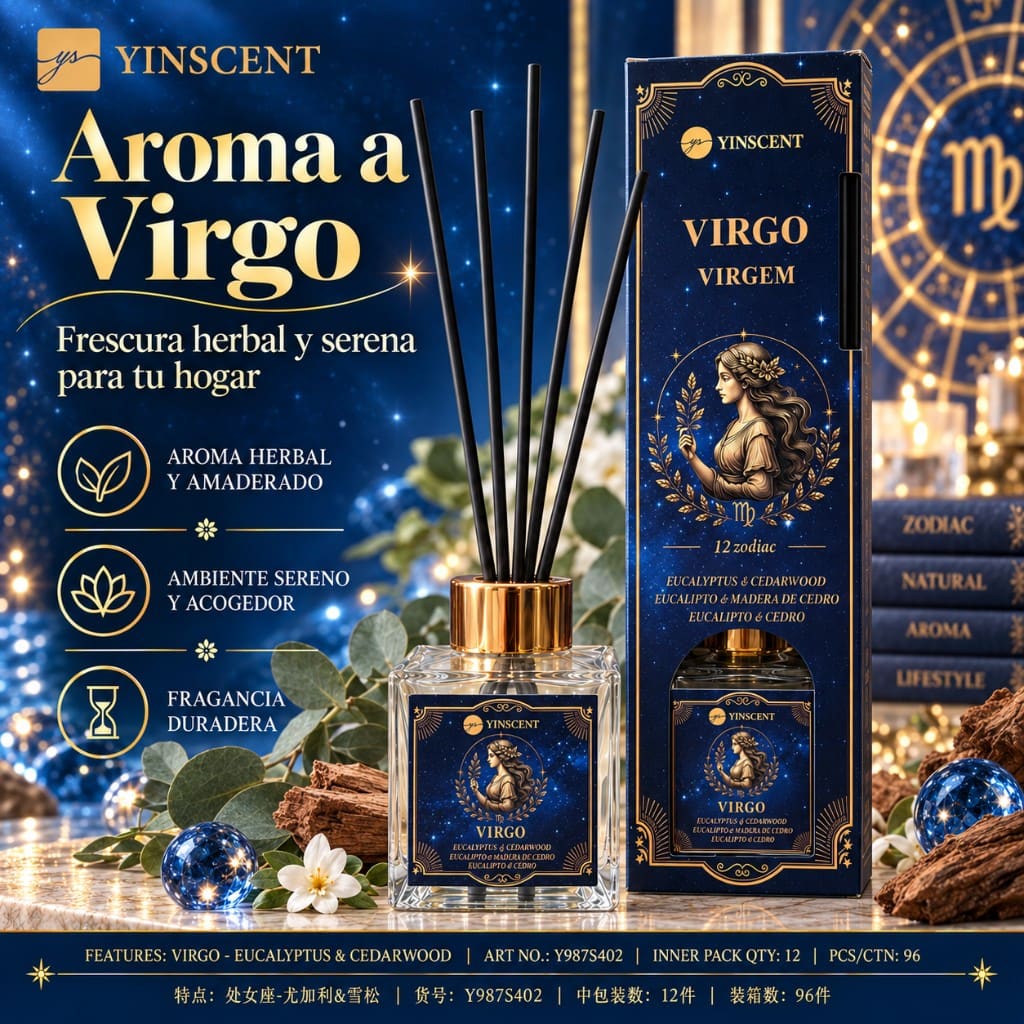 ys YINSCENT
Aroma a
Virgo
Frescura herbal y serena
para tu hogar
AROMA HERBAL
Y AMADERADO
AMBIENTE SERENO
Y ACOGEDOR
FRAGANCIA
DURADERA
ys YINSCENT
VIRGO
VIRGEM
♍
12 zodiac
EUCALYPTUS & CEDARWOOD
EUCALIPTO & MADERA DE CEDRO
EUCALIPTO & CEDRO
ys YINSCENT
VIRGO
EUCALYPTUS & CEDARWOOD
EUCALIPTO & MADERA DE CEDRO
EUCALIPTO & CEDRO
ys YINSCENT
♍
VIRGO
EUCALYPTUS & CEDARWOOD
EUCALIPTO & MADERA DE CEDRO
EUCALIPTO & CEDRO
♍
ZODIAC
NATURAL
AROMA
LIFESTYLE
FEATURES: VIRGO - EUCALYPTUS & CEDARWOOD | ART NO.: Y987S402 | INNER PACK QTY: 12 | PCS/CTN: 96
特点：处女座-尤加利&雪松 | 货号：Y987S402 | 中包装数：12件 | 装箱数：96件